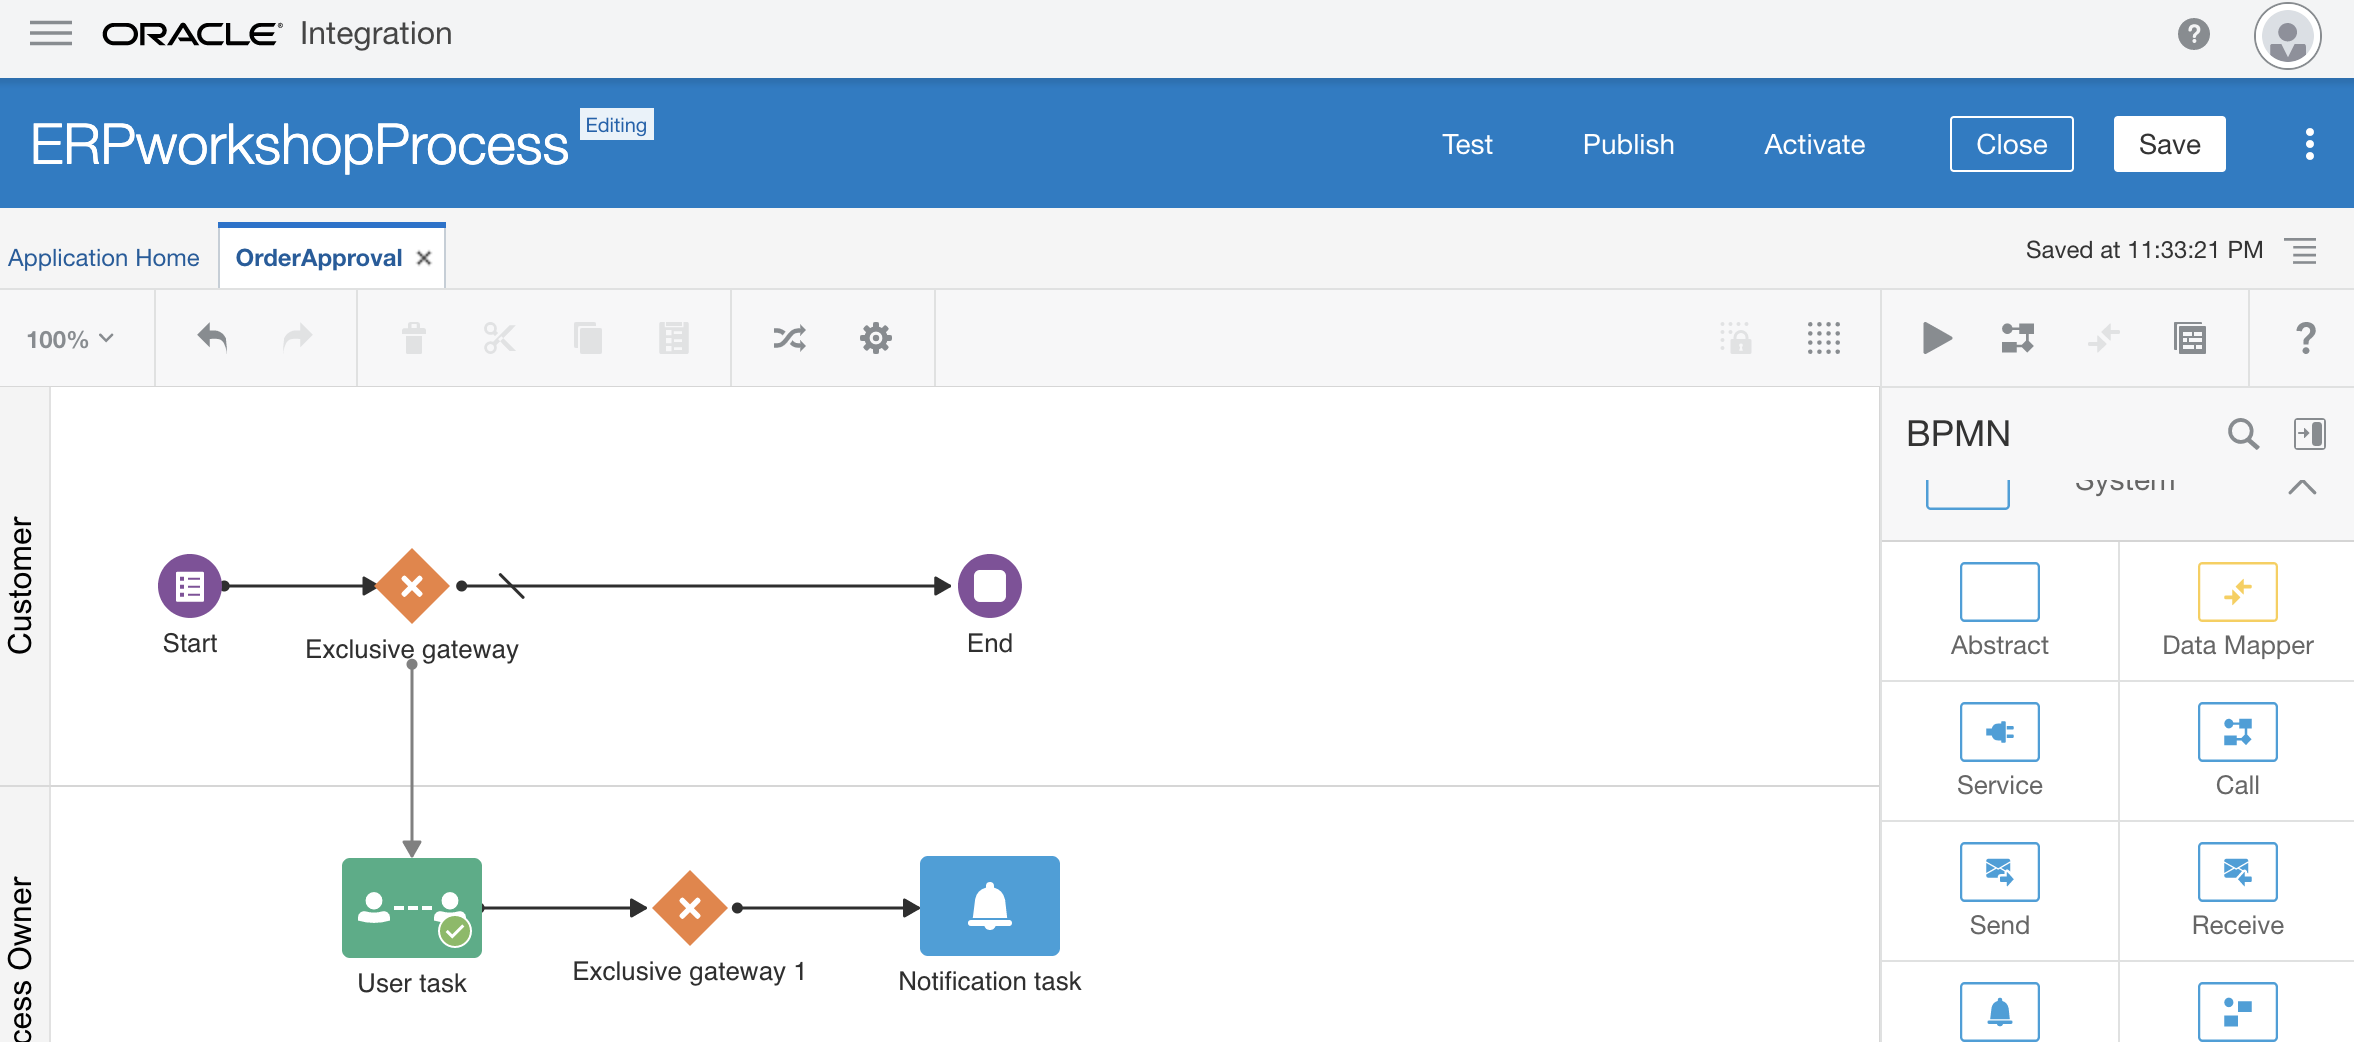 ORACLE® Integration
ERPworkshopProcess Editing
Test Publish Activate Close Save
Application Home OrderApproval
Saved at 11:33:21 PM
100%
?
BPMN
System
Customer
Start
Exclusive gateway
End
Abstract
Data Mapper
Service
Call
Send
Receive
cess Owner
User task
Exclusive gateway 1
Notification task